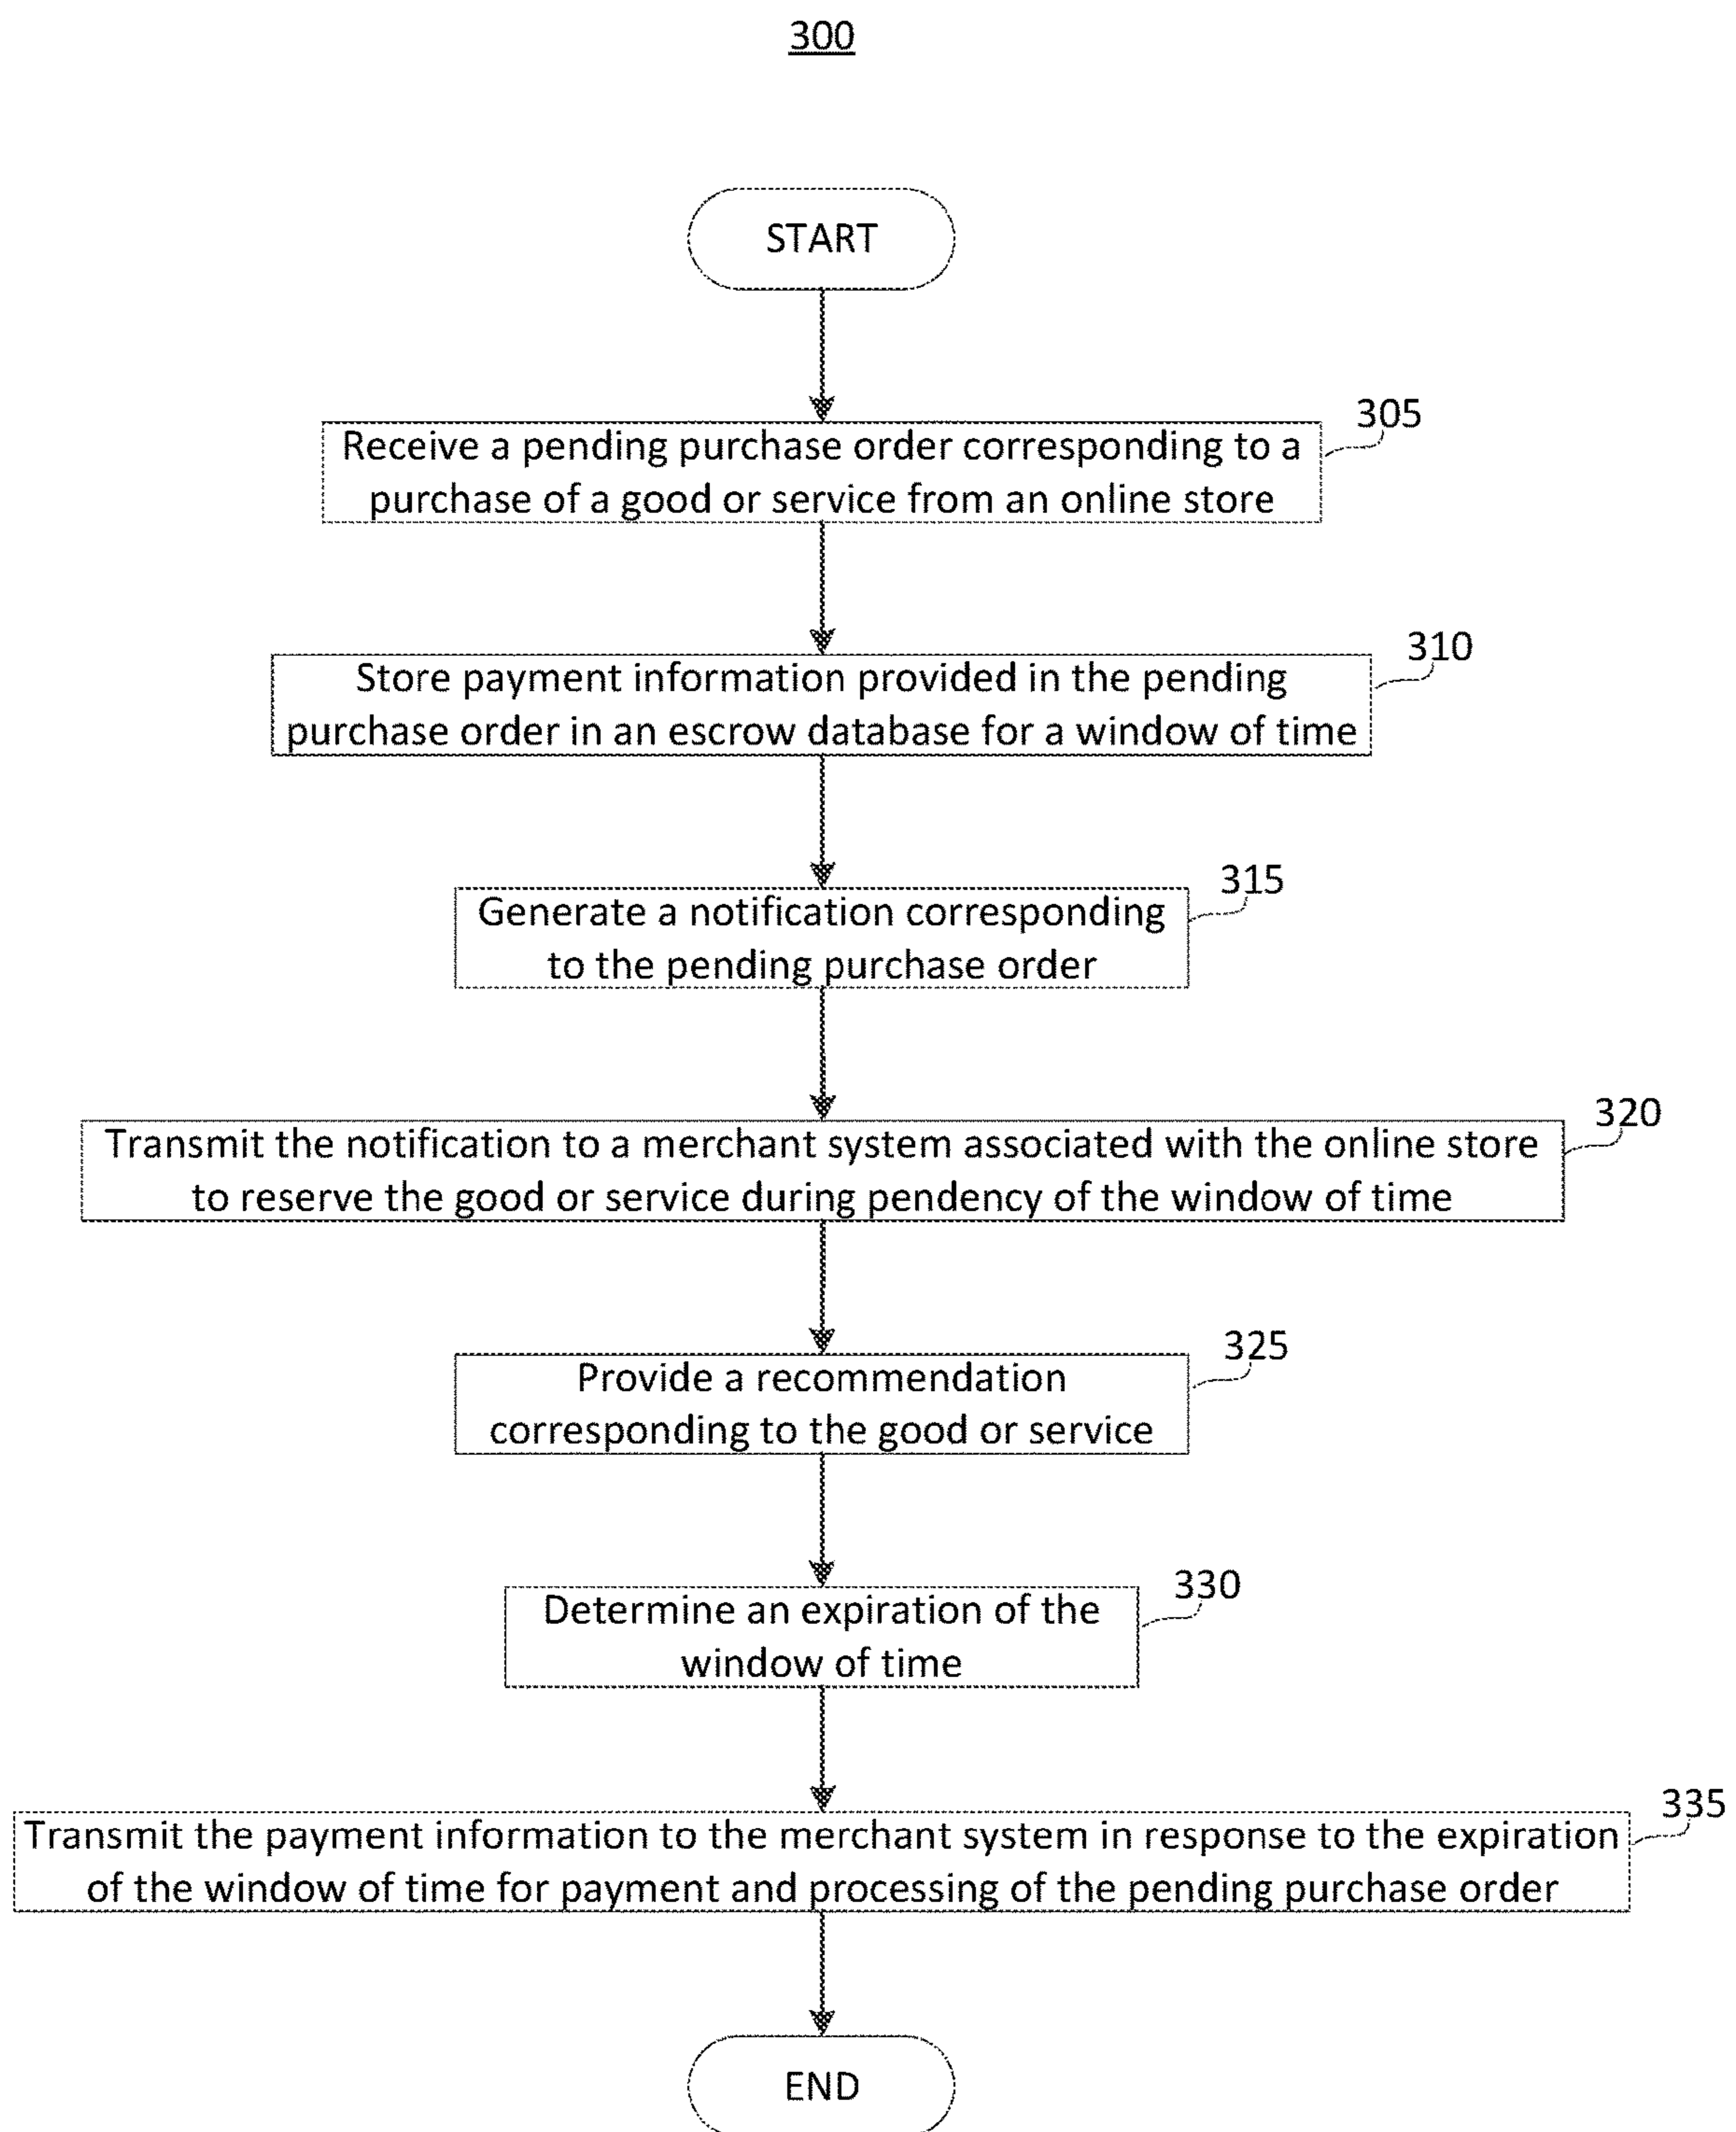 300
START
305
Receive a pending purchase order corresponding to a
purchase of a good or service from an online store
310
Store payment information provided in the pending
purchase order in an escrow database for a window of time
315
Generate a notification corresponding
to the pending purchase order
320
Transmit the notification to a merchant system associated with the online store
to reserve the good or service during pendency of the window of time
325
Provide a recommendation
corresponding to the good or service
330
Determine an expiration of the
window of time
335
Transmit the payment information to the merchant system in response to the expiration
of the window of time for payment and processing of the pending purchase order
END